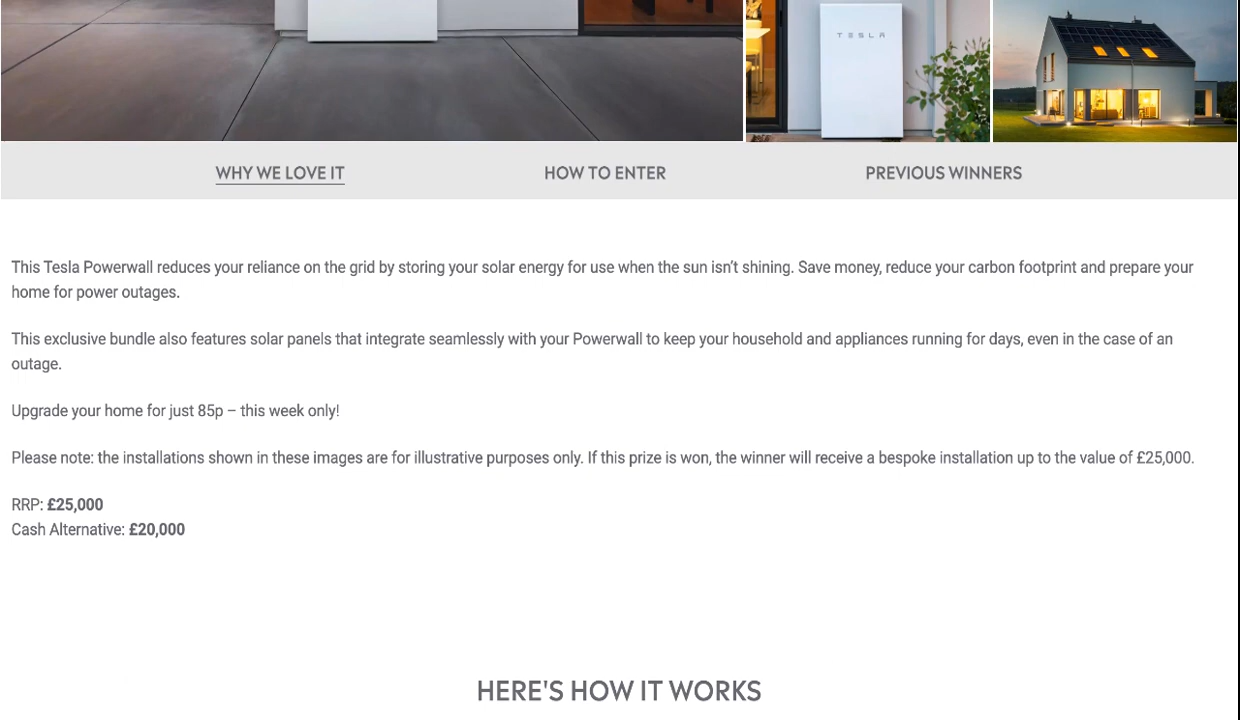 TESLA
WHY WE LOVE IT
HOW TO ENTER
PREVIOUS WINNERS
This Tesla Powerwall reduces your reliance on the grid by storing your solar energy for use when the sun isn’t shining. Save money, reduce your carbon footprint and prepare your
home for power outages.
This exclusive bundle also features solar panels that integrate seamlessly with your Powerwall to keep your household and appliances running for days, even in the case of an
outage.
Upgrade your home for just 85p – this week only!
Please note: the installations shown in these images are for illustrative purposes only. If this prize is won, the winner will receive a bespoke installation up to the value of £25,000.
RRP: £25,000
Cash Alternative: £20,000
HERE'S HOW IT WORKS